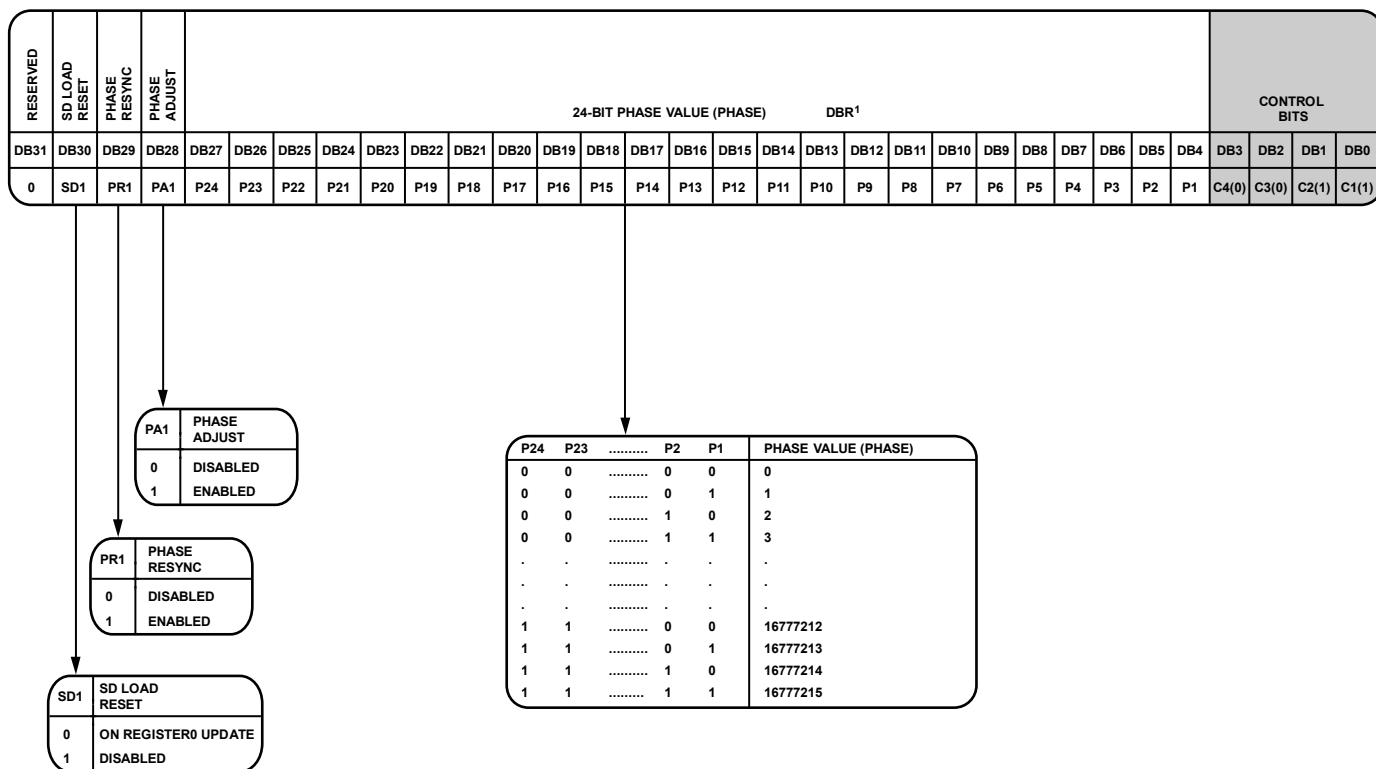 RESERVED
SD LOAD
RESET
PHASE
RESYNC
PHASE
ADJUST
24-BIT PHASE VALUE (PHASE) DBR1
CONTROL
BITS
DB31 DB30 DB29 DB28 DB27 DB26 DB25 DB24 DB23 DB22 DB21 DB20 DB19 DB18 DB17 DB16 DB15 DB14 DB13 DB12 DB11 DB10 DB9 DB8 DB7 DB6 DB5 DB4 DB3 DB2 DB1 DB0
0 SD1 PR1 PA1 P24 P23 P22 P21 P20 P19 P18 P17 P16 P15 P14 P13 P12 P11 P10 P9 P8 P7 P6 P5 P4 P3 P2 P1 C4(0) C3(0) C2(1) C1(1)
PA1 PHASE
ADJUST
0 DISABLED
1 ENABLED
P24 P23 .......... P2 P1 PHASE VALUE (PHASE)
0 0 .......... 0 0 0
0 0 .......... 0 1 1
0 0 .......... 1 0 2
0 0 .......... 1 1 3
. . .......... . . .
. . .......... . . .
. . .......... . . .
1 1 .......... 0 0 16777212
1 1 .......... 0 1 16777213
1 1 .......... 1 0 16777214
1 1 ......... 1 1 16777215
PR1 PHASE
RESYNC
0 DISABLED
1 ENABLED
SD1 SD LOAD
RESET
0 ON REGISTER0 UPDATE
1 DISABLED